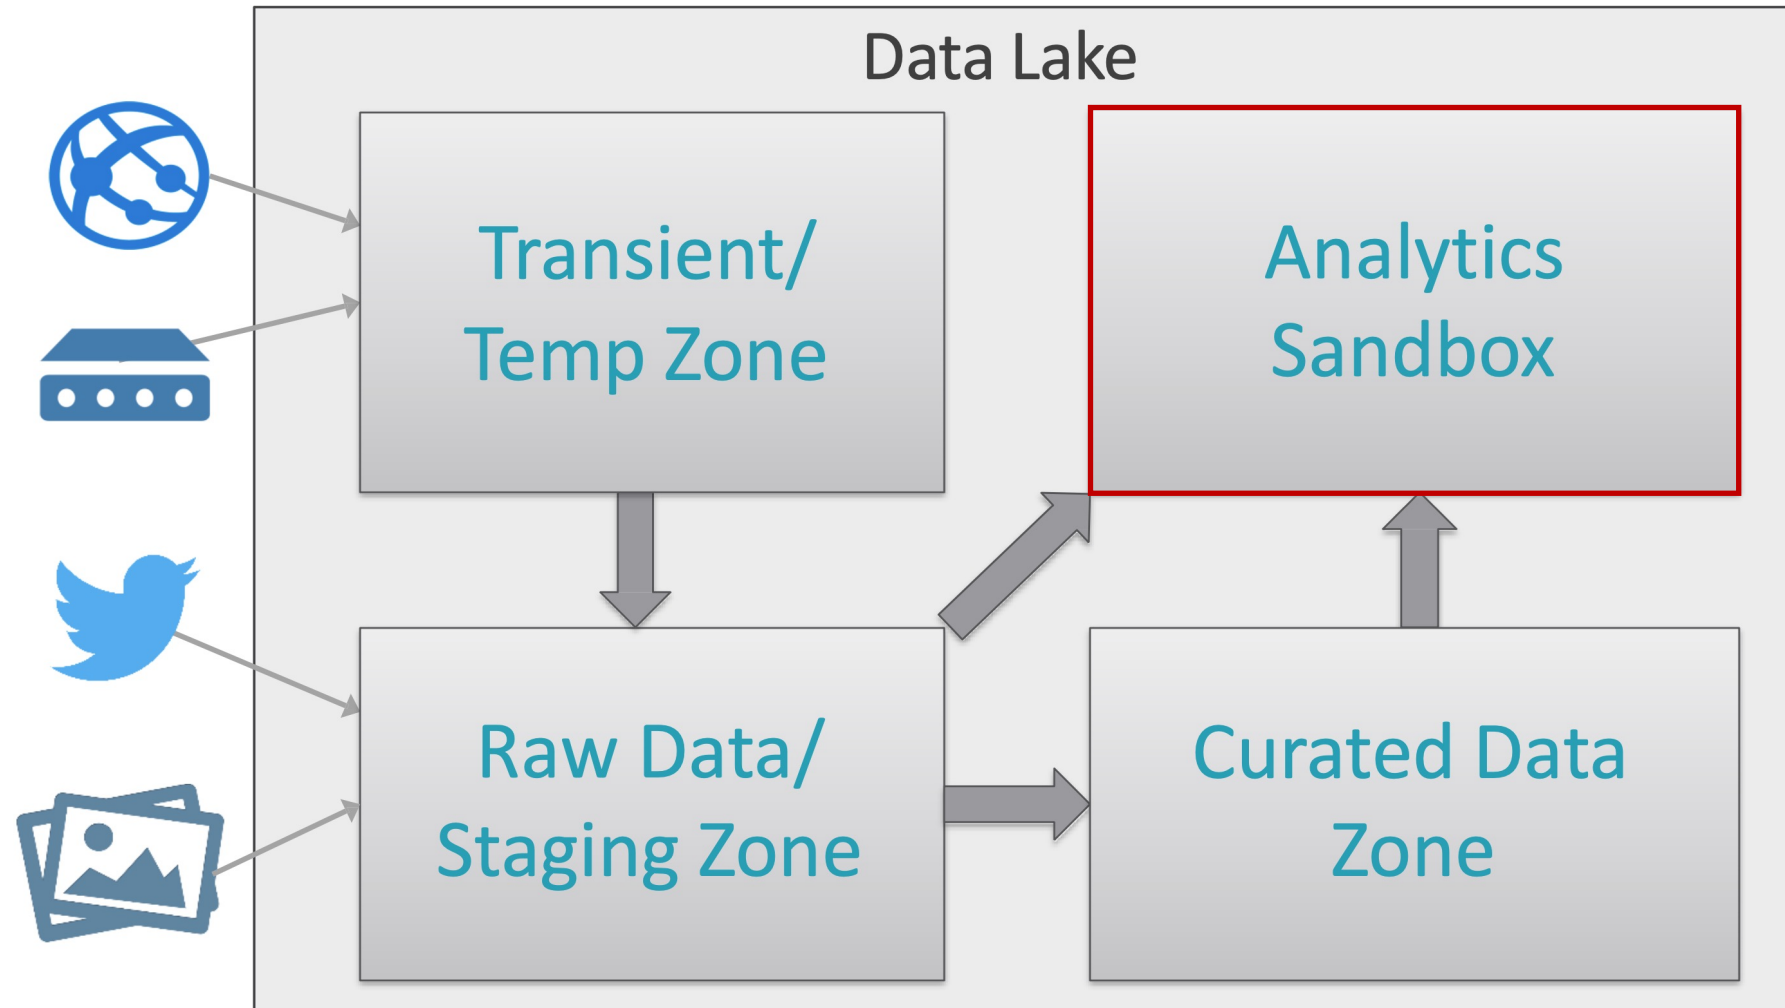 Data Lake
Transient/
Temp Zone
Analytics
Sandbox
Raw Data/
Staging Zone
Curated Data
Zone